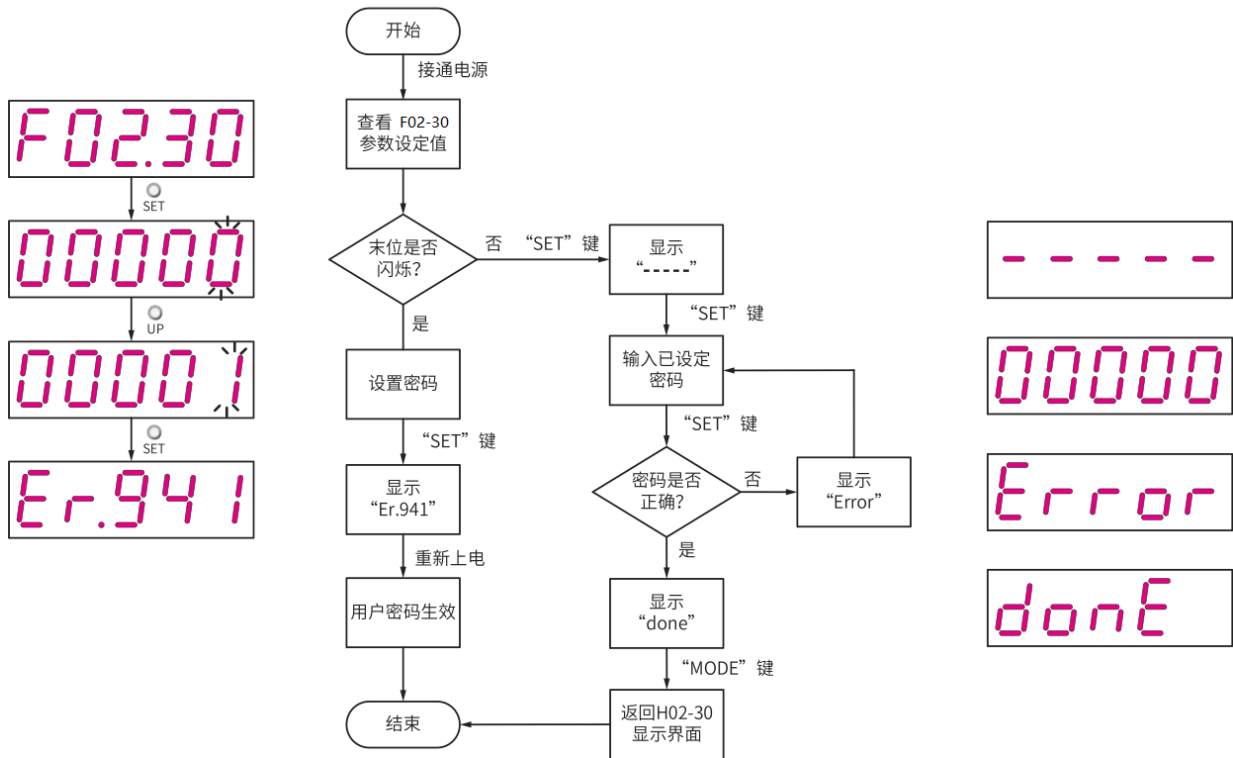 开始
接通电源
查看 F02-30
参数设定值
末位是否
闪烁？
否 “SET”键
是
设置密码
“SET”键
显示
“Er.941”
重新上电
用户密码生效
结束
显示
“-----”
“SET”键
输入已设定
密码
“SET”键
密码是否
正确？
否
显示
“Error”
是
显示
“done”
“MODE”键
返回H02-30
显示界面
F02.30
SET
00000
UP
00001
SET
Er.941
-----
00000
Error
donE